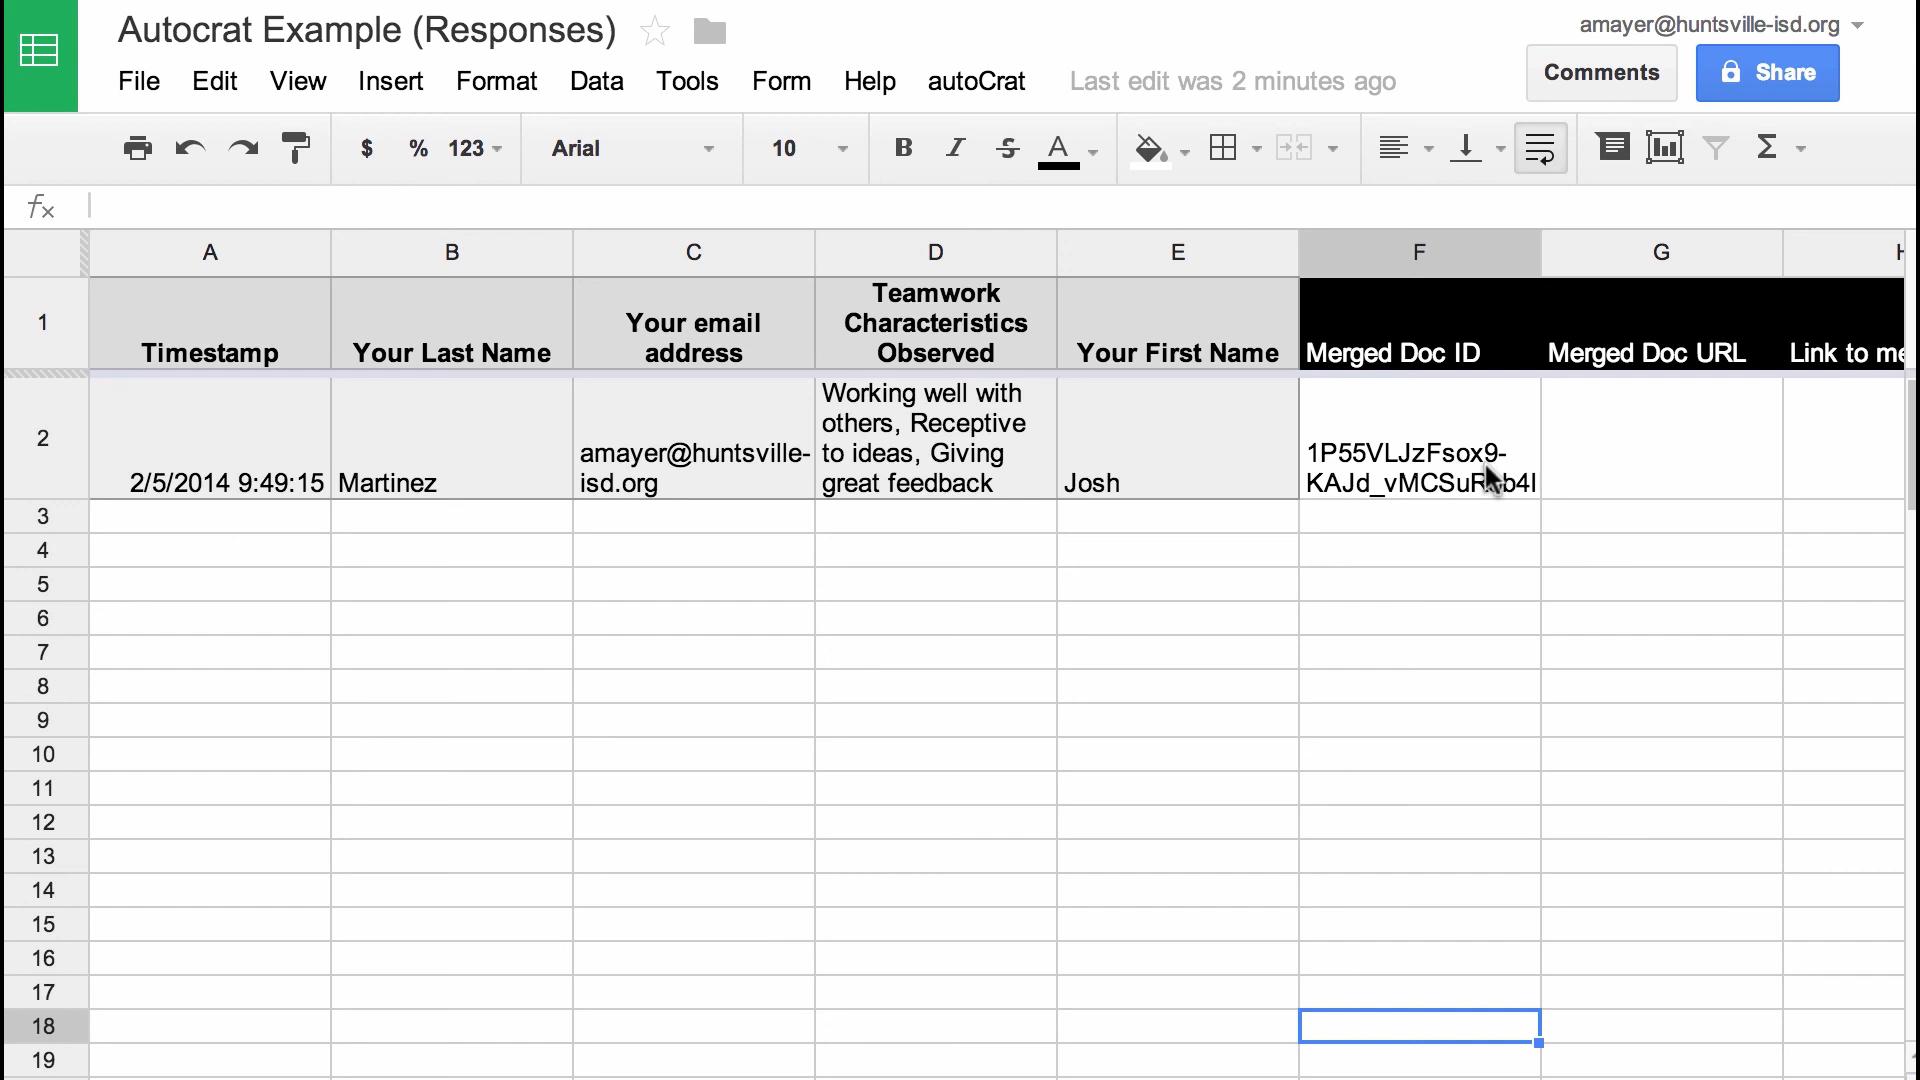 Autocrat Example (Responses)
amayer@huntsville-isd.org
File Edit View Insert Format Data Tools Form Help autoCrat Last edit was 2 minutes ago
Comments Share
$ % 123 Arial 10 B I S A Σ
fx
A B C D E F G
1
Timestamp
Your Last Name
Your email
address
Teamwork
Characteristics
Observed
Your First Name
Merged Doc ID
Merged Doc URL
Link to
2
2/5/2014 9:49:15
Martinez
amayer@huntsville-
isd.org
Working well with
others, Receptive
to ideas, Giving
great feedback
Josh
1P55VLJzFsox9-
3
4
5
6
7
8
9
10
11
12
13
14
15
16
17
18
19